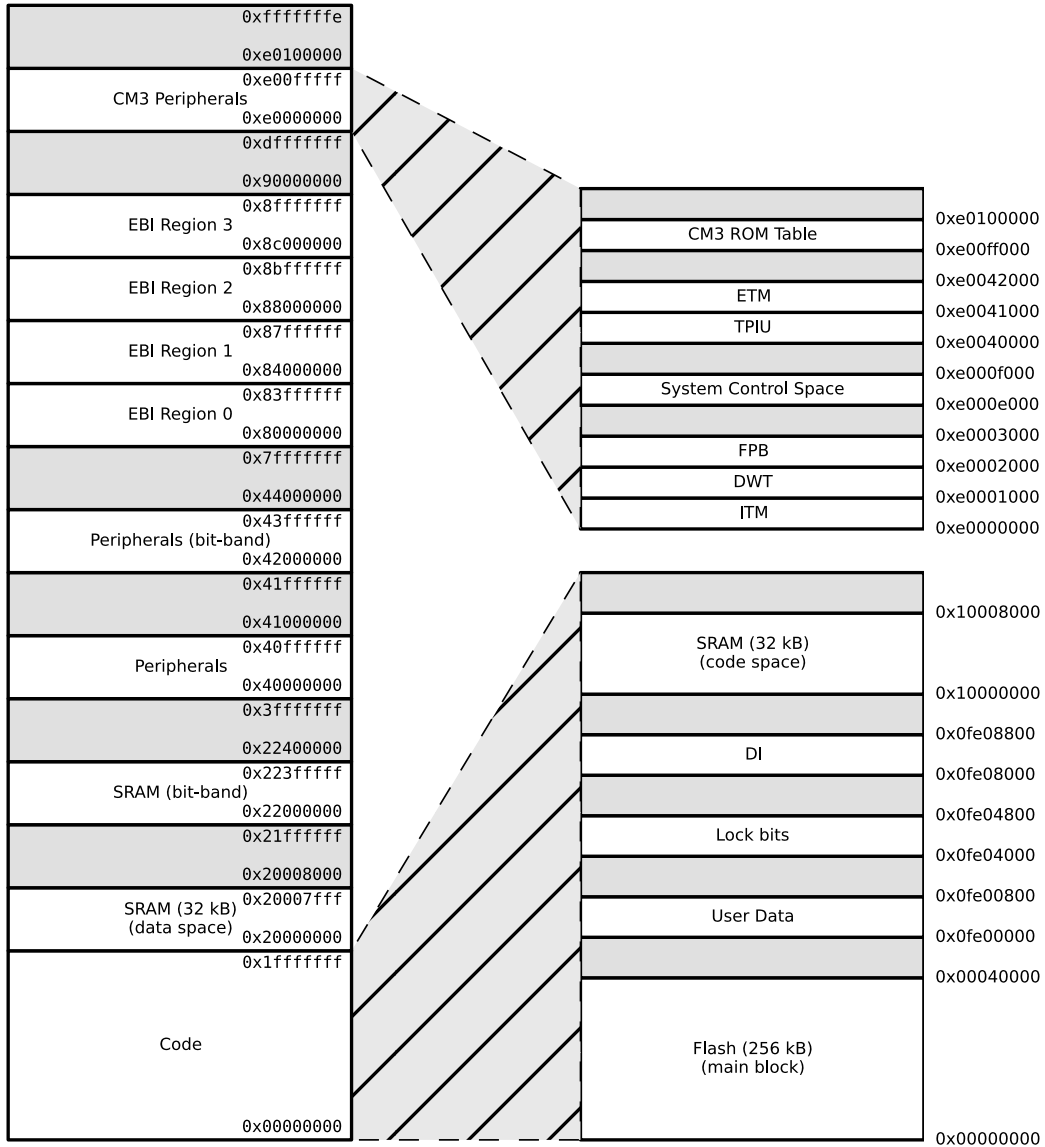 0xfffffffe
0xe0100000
0xe00fffff
CM3 Peripherals
0xe0000000
0xdfffffff
0x90000000
0x8fffffff
EBI Region 3
0x8c000000
0x8bffffff
EBI Region 2
0x88000000
0x87ffffff
EBI Region 1
0x84000000
0x83ffffff
EBI Region 0
0x80000000
0x7fffffff
0x44000000
0x43ffffff
Peripherals (bit-band)
0x42000000
0x41ffffff
0x41000000
0x40ffffff
Peripherals
0x40000000
0x3fffffff
0x22400000
0x223fffff
SRAM (bit-band)
0x22000000
0x21ffffff
0x20008000
0x20007fff
SRAM (32 kB)
(data space)
0x20000000
0x1fffffff
Code
0x00000000
0xe0100000
CM3 ROM Table
0xe00ff000
0xe0042000
ETM
0xe0041000
TPIU
0xe0040000
0xe000f000
System Control Space
0xe000e000
0xe0003000
FPB
0xe0002000
DWT
0xe0001000
ITM
0xe0000000
0x10008000
SRAM (32 kB)
(code space)
0x10000000
0x0fe08800
DI
0x0fe08000
0x0fe04800
Lock bits
0x0fe04000
0x0fe00800
User Data
0x0fe00000
0x00040000
Flash (256 kB)
(main block)
0x00000000